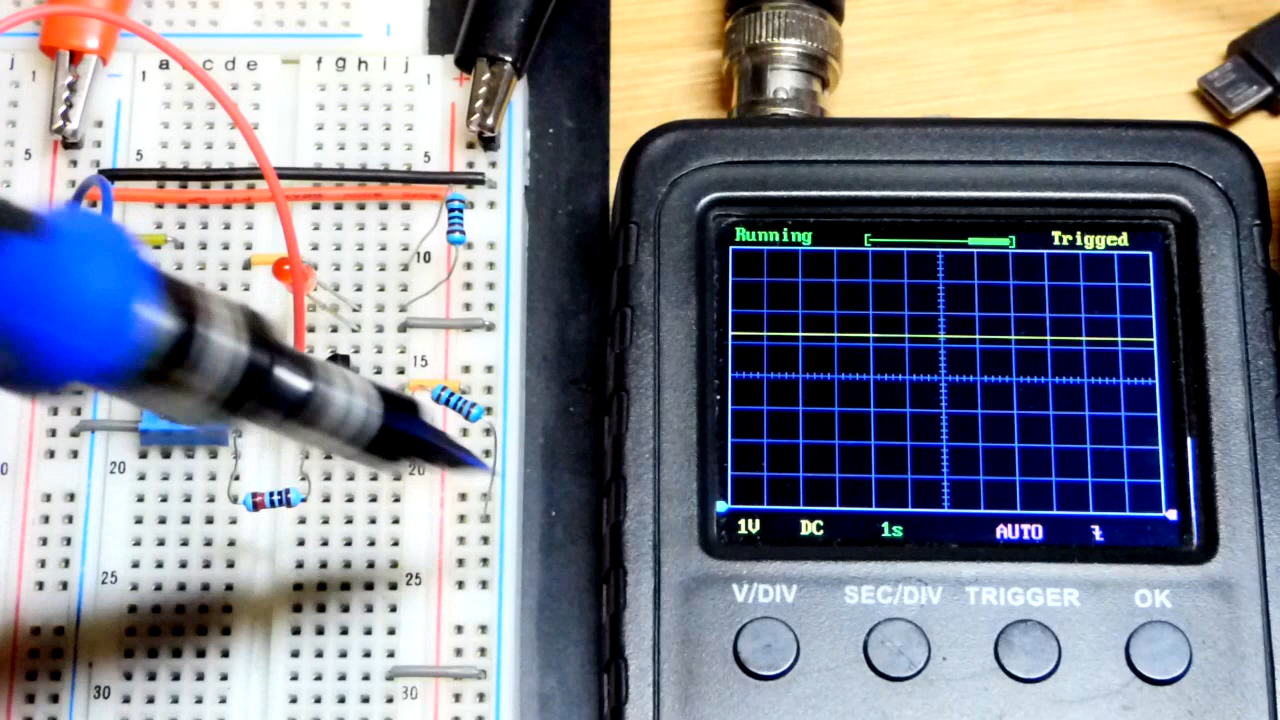 j 1 a c d e f g h i j 1
5 5 5
10
15
0 20 20
25 25
30 30
Running Trigged
1V DC 1s AUTO
V/DIV SEC/DIV TRIGGER OK